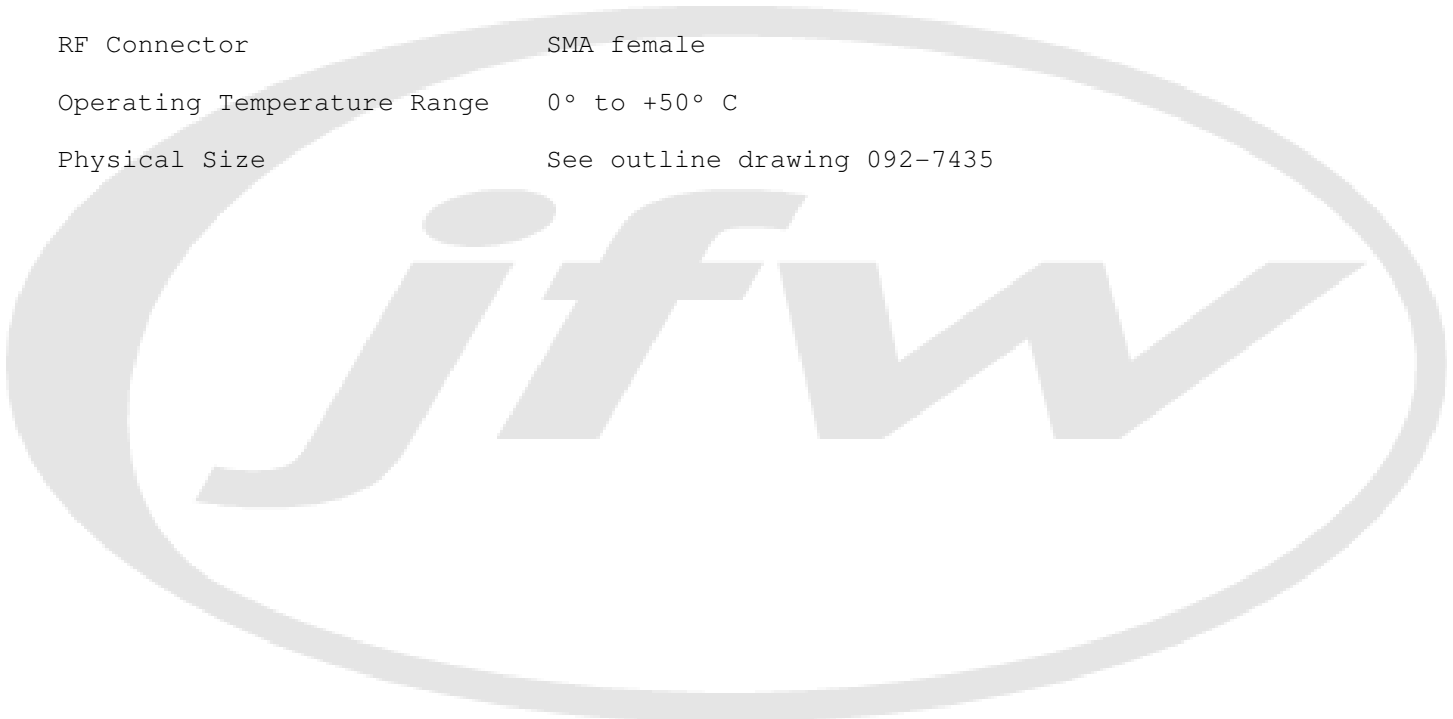 RF Connector SMA female
Operating Temperature Range 0° to +50° C
Physical Size See outline drawing 092-7435
jfw